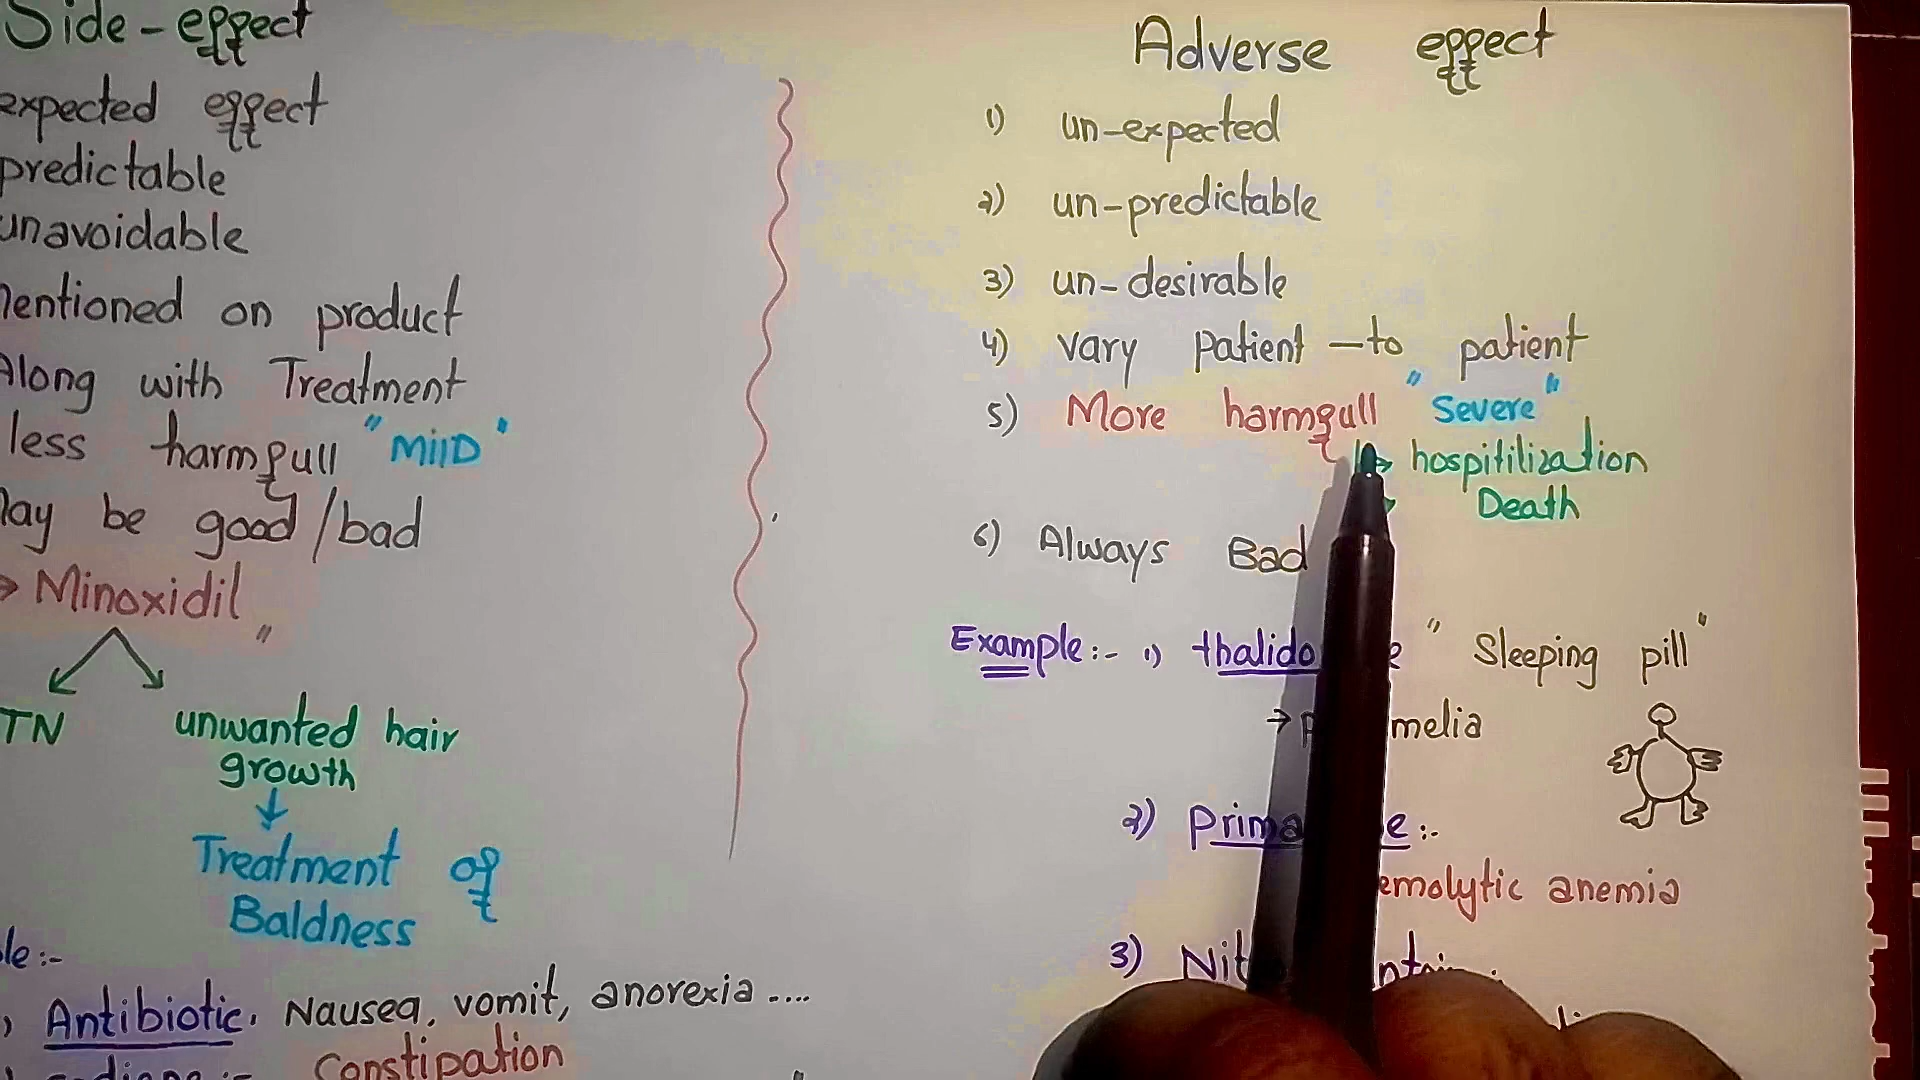 Side-effect
expected effect
predictable
unavoidable
mentioned on product
Along with Treatment
less harmfull "MilD"
May be good/bad
→ Minoxidil "
TN
unwanted hair
growth
Treatment of
Baldness
Antibiotic. Nausea, vomit, anorexia ....
Constipation
Adverse effect
1) un-expected
2) un-predictable
3) un-desirable
4) vary Patient - to patient
5) More harmfull "Severe"
hospitilization
Death
6) Always Bad
Example:- 1) thalido e "Sleeping pill"
→ melia
2) Prima e:-
emolytic anemia
3) Nit